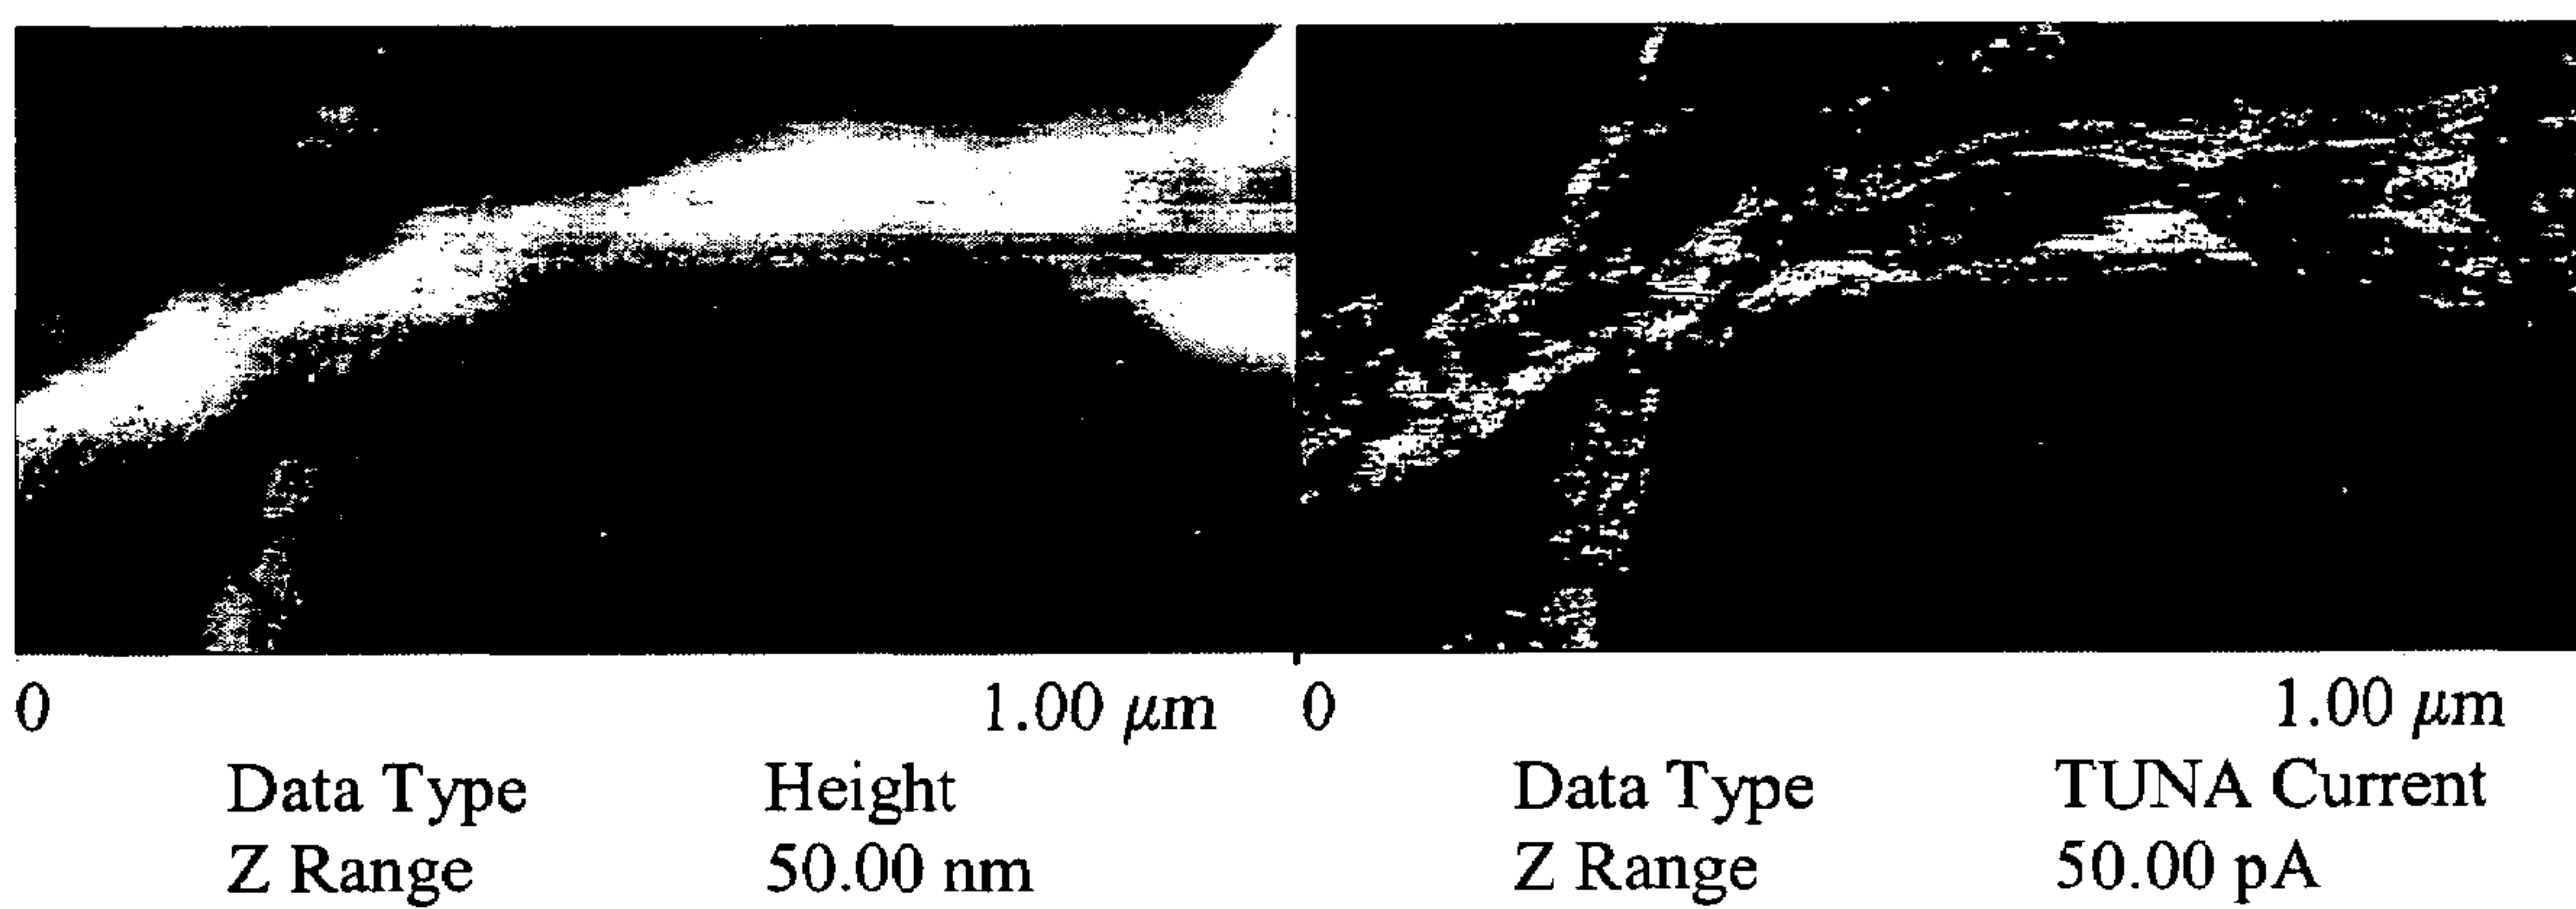 0 1.00 μm 0 1.00 μm
Data Type Height Data Type TUNA Current
Z Range 50.00 nm Z Range 50.00 pA